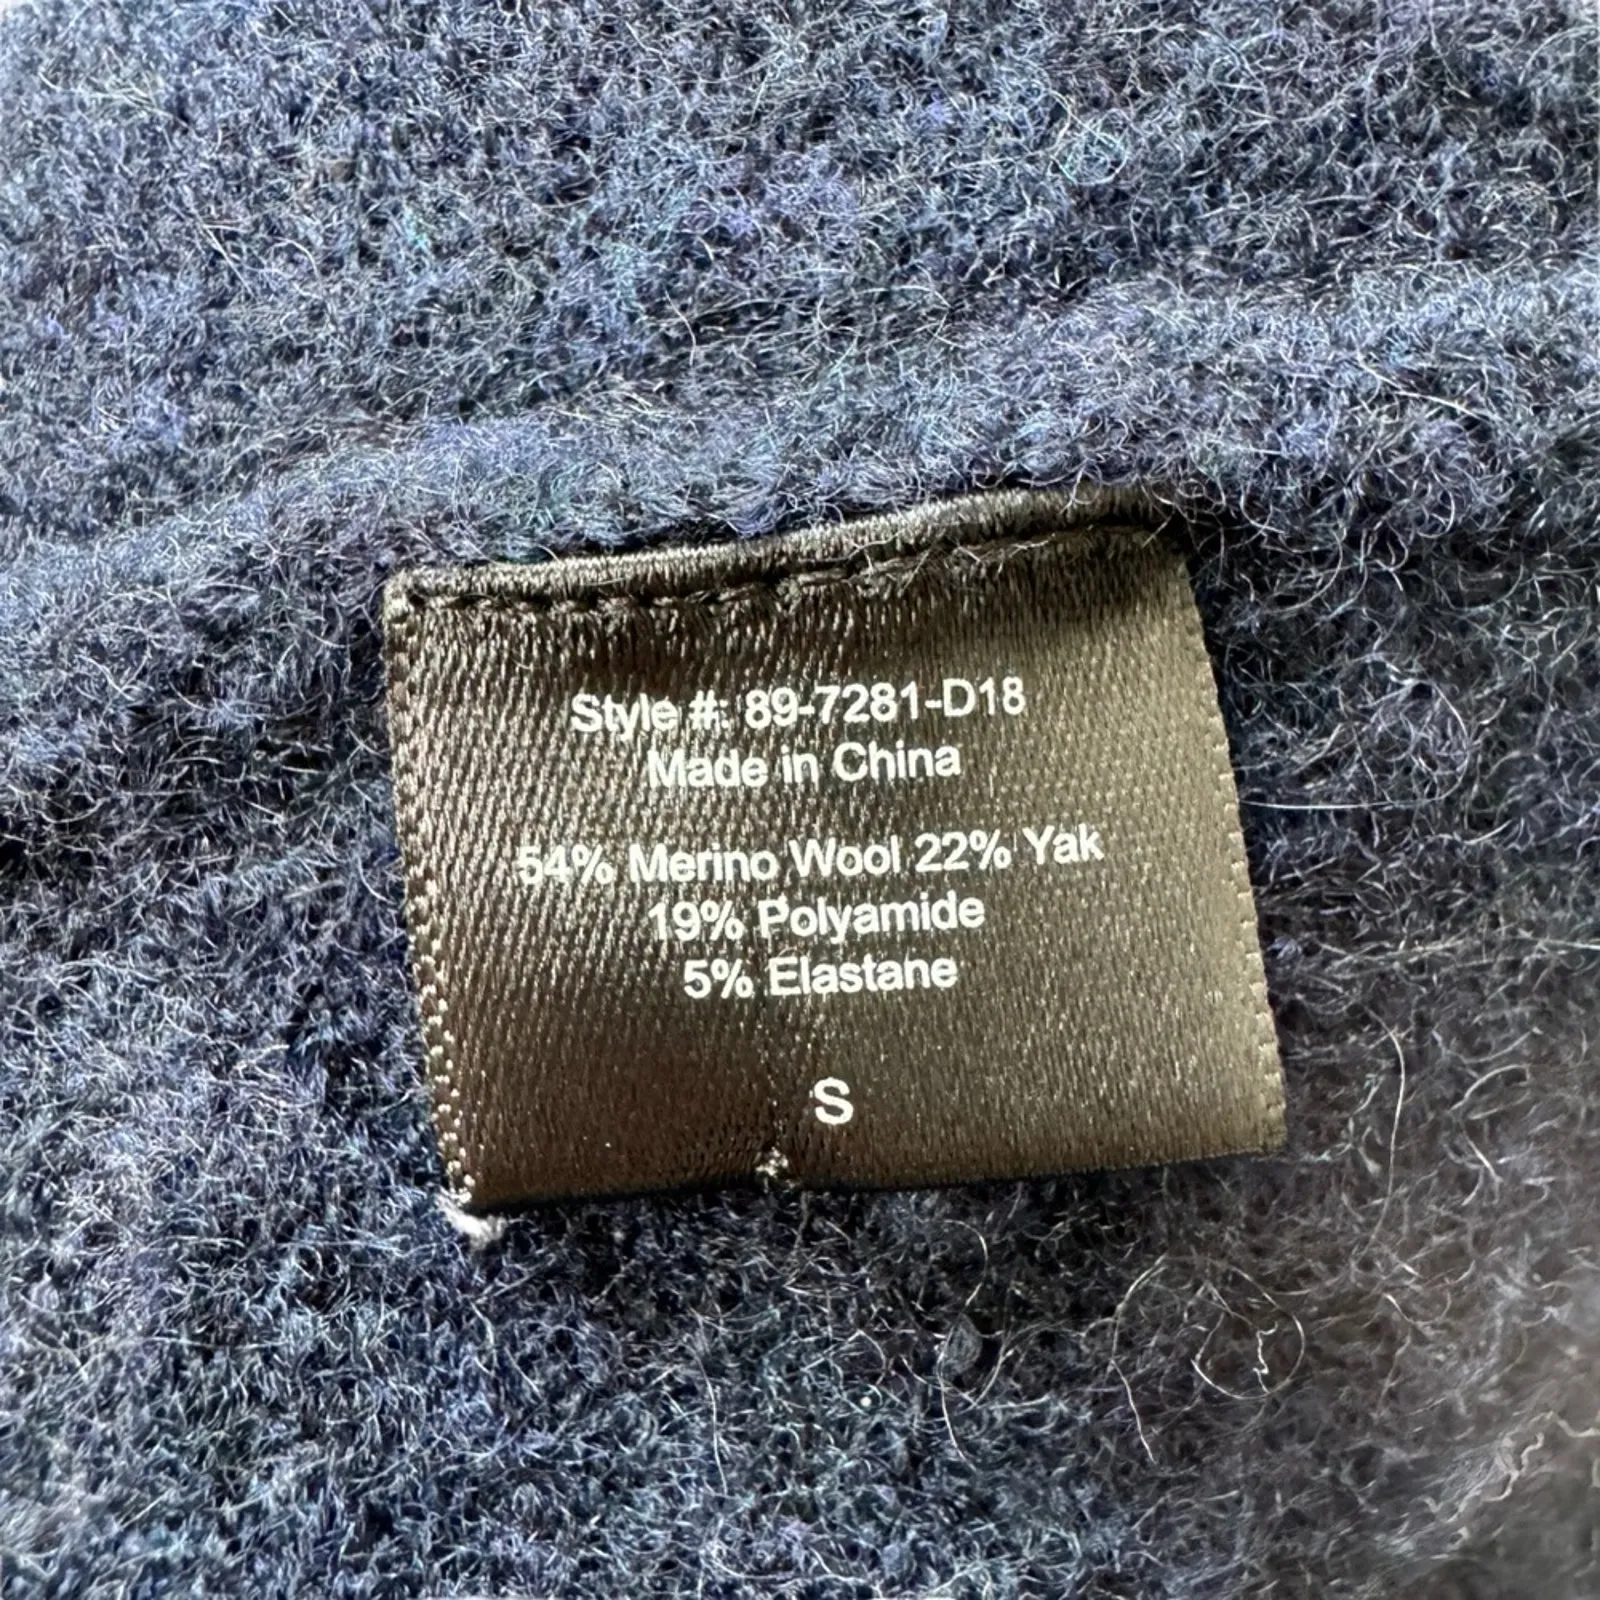 Style #: 89-7281-D18
Made in China
54% Merino Wool 22% Yak
19% Polyamide
5% Elastane
S